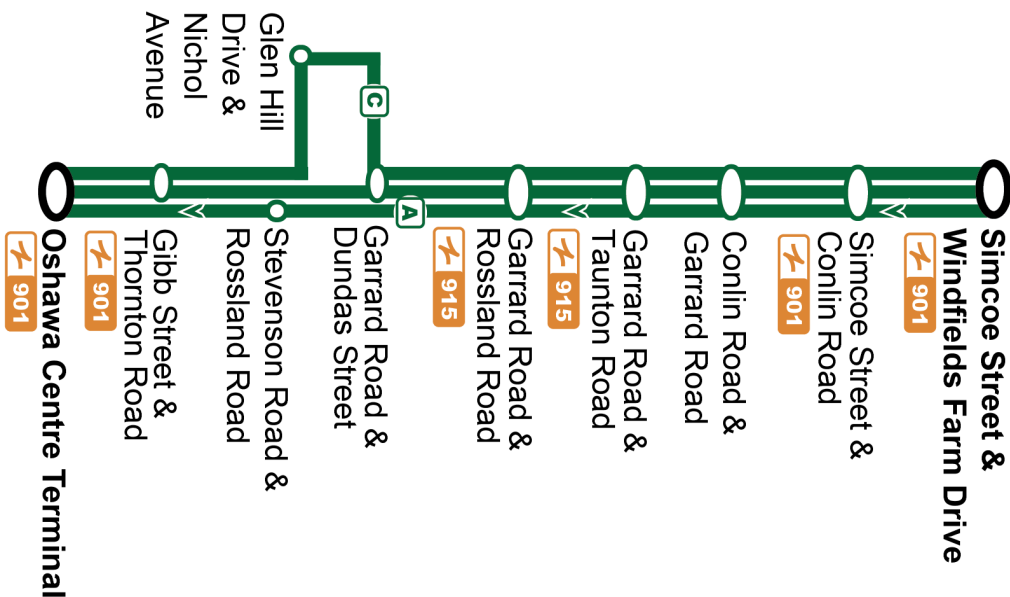 Simcoe Street &
Windfields Farm Drive
901
Simcoe Street &
Conlin Road
901
Conlin Road &
Garrard Road
Garrard Road &
Taunton Road
915
Garrard Road &
Rossland Road
915
A
C
Garrard Road &
Dundas Street
Glen Hill
Drive &
Nichol
Avenue
Stevenson Road &
Rossland Road
Gibb Street &
Thornton Road
901
Oshawa Centre Terminal
901